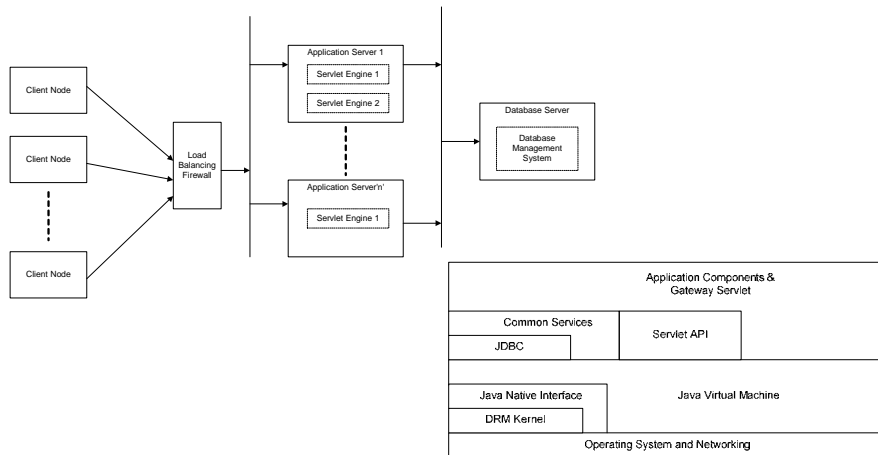 Client Node
Client Node
Client Node
Load
Balancing
Firewall
Application Server 1
Servlet Engine 1
Servlet Engine 2
Application Server'n'
Servlet Engine 1
Database Server
Database
Management
System
Application Components &
Gateway Servlet
Common Services
JDBC
Servlet API
Java Native Interface
DRM Kernel
Java Virtual Machine
Operating System and Networking